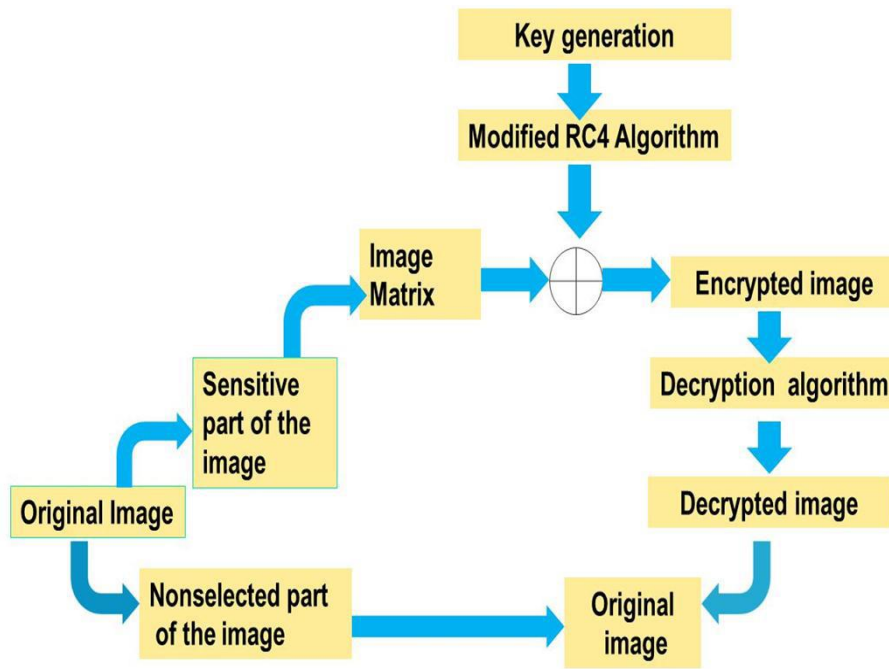 Key generation
Modified RC4 Algorithm
Image
Matrix
Encrypted image
Sensitive
part of the
image
Decryption algorithm
Original Image
Decrypted image
Nonselected part
of the image
Original
image